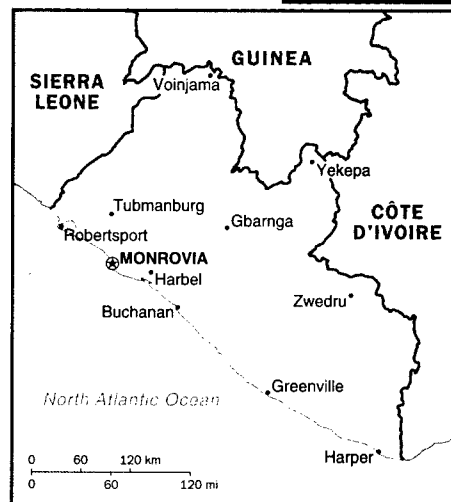 GUINEA
SIERRA
LEONE
Voinjama
Yekepa
Tubmanburg
Gbarnga
CÔTE
D'IVOIRE
Robertsport
MONROVIA
Harbel
Zwedru
Buchanan
Greenville
North Atlantic Ocean
Harper
0 60 120 km
0 60 120 mi